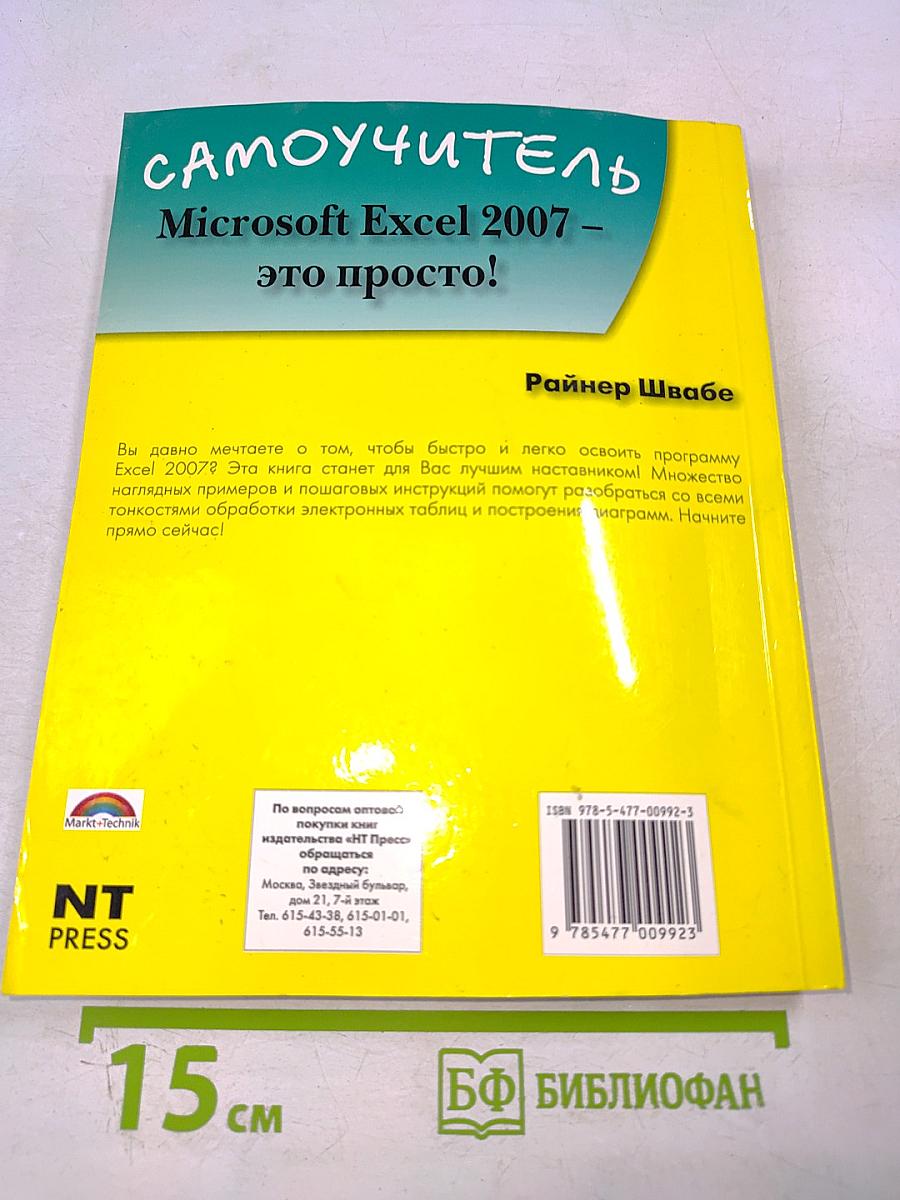 САМОУЧИТЕЛЬ
Microsoft Excel 2007 –
это просто!
Райнер Швабе
Вы давно мечтаете о том, чтобы быстро и легко освоить программу
Excel 2007? Эта книга станет для Вас лучшим наставником! Множество
наглядных примеров и пошаговых инструкций помогут разобраться со всеми
тонкостями обработки электронных таблиц и построения диаграмм. Начните
прямо сейчас!
Markt+Technik
NT
PRESS
По вопросам оптовой
покупки книг
издательства «НТ Пресс»
обращаться
по адресу:
Москва, Звездный бульвар,
дом 21, 7-й этаж
Тел. 615-43-38, 615-01-01,
615-55-13
ISBN 978-5-477-00992-3
9 785477 009923
15 см
БФ БИБЛИОФАН